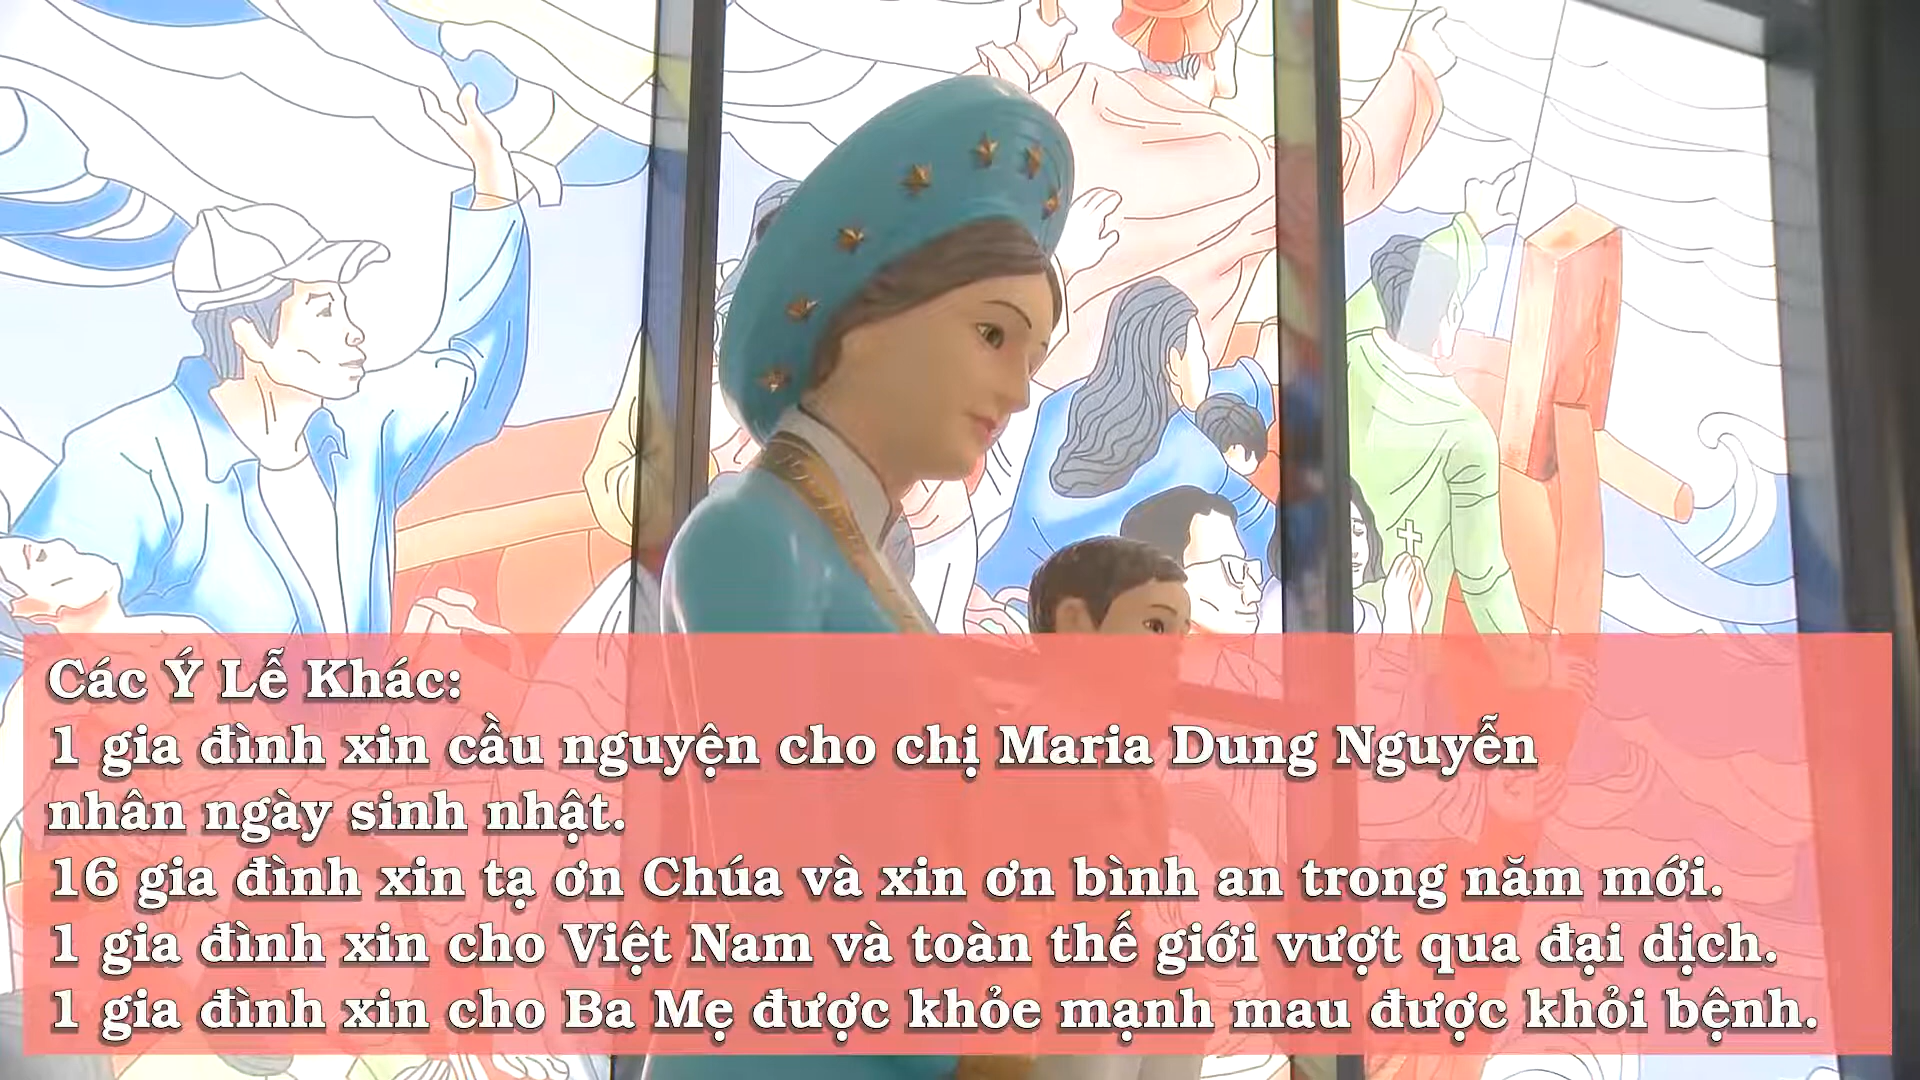 Các Ý Lễ Khác:
1 gia đình xin cầu nguyện cho chị Maria Dung Nguyễn
nhân ngày sinh nhật.
16 gia đình xin tạ ơn Chúa và xin ơn bình an trong năm mới.
1 gia đình xin cho Việt Nam và toàn thế giới vượt qua đại dịch.
1 gia đình xin cho Ba Mẹ được khỏe mạnh mau được khỏi bệnh.